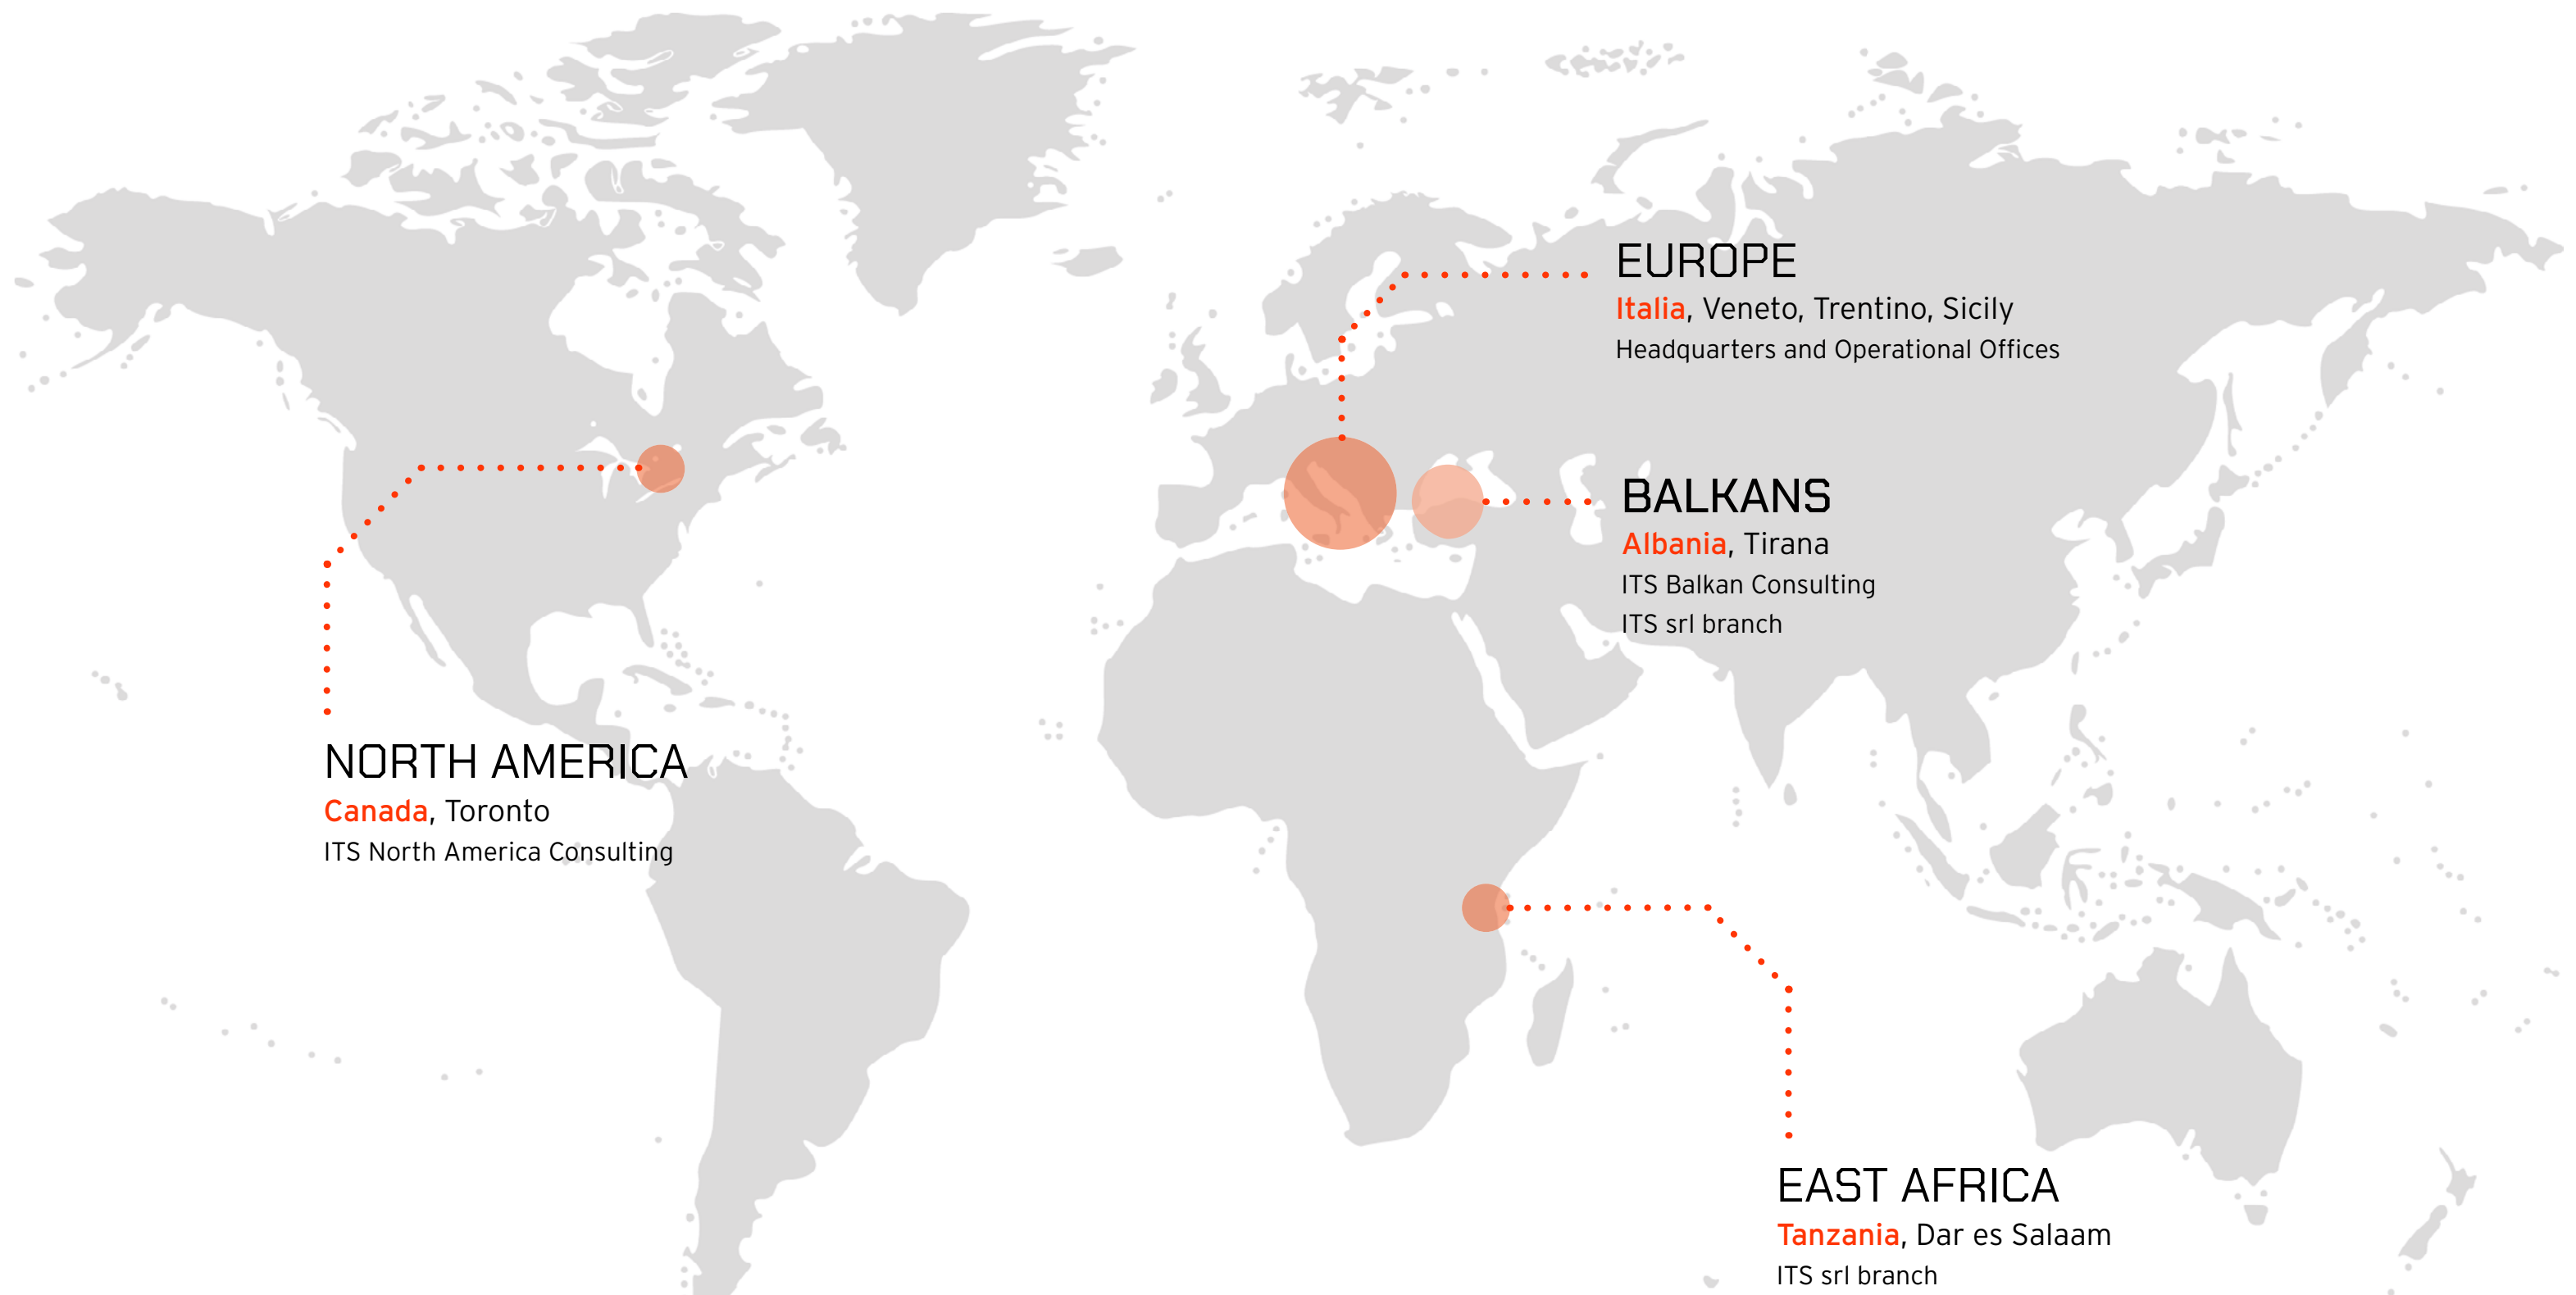 EUROPE
Italia, Veneto, Trentino, Sicily
Headquarters and Operational Offices
BALKANS
Albania, Tirana
ITS Balkan Consulting
ITS srl branch
NORTH AMERICA
Canada, Toronto
ITS North America Consulting
EAST AFRICA
Tanzania, Dar es Salaam
ITS srl branch